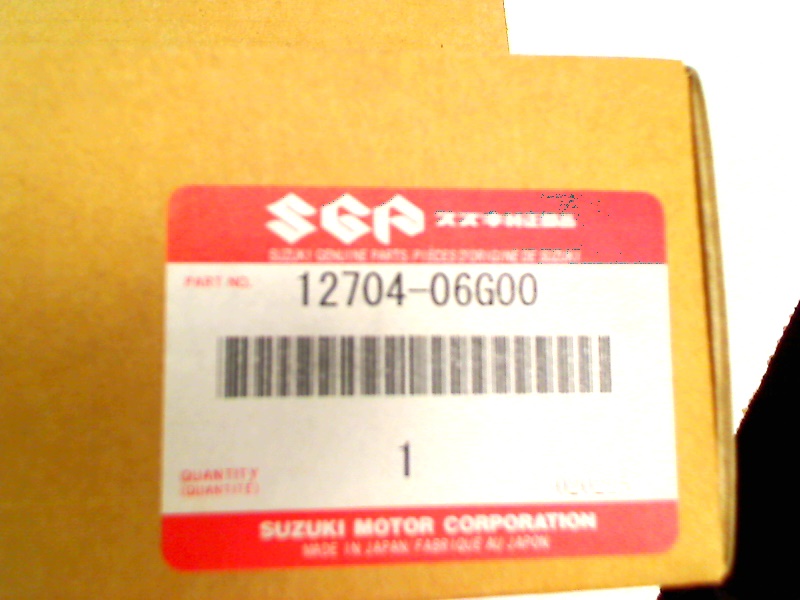 SGP スズキ純正部品
SUZUKI GENUINE PARTS PIÈCES D'ORIGINE DE SUZUKI
PART NO. 12704-06G00
1
QUANTITY
(QUANTITÉ)
SUZUKI MOTOR CORPORATION
MADE IN JAPAN FABRIQUÉ AU JAPON